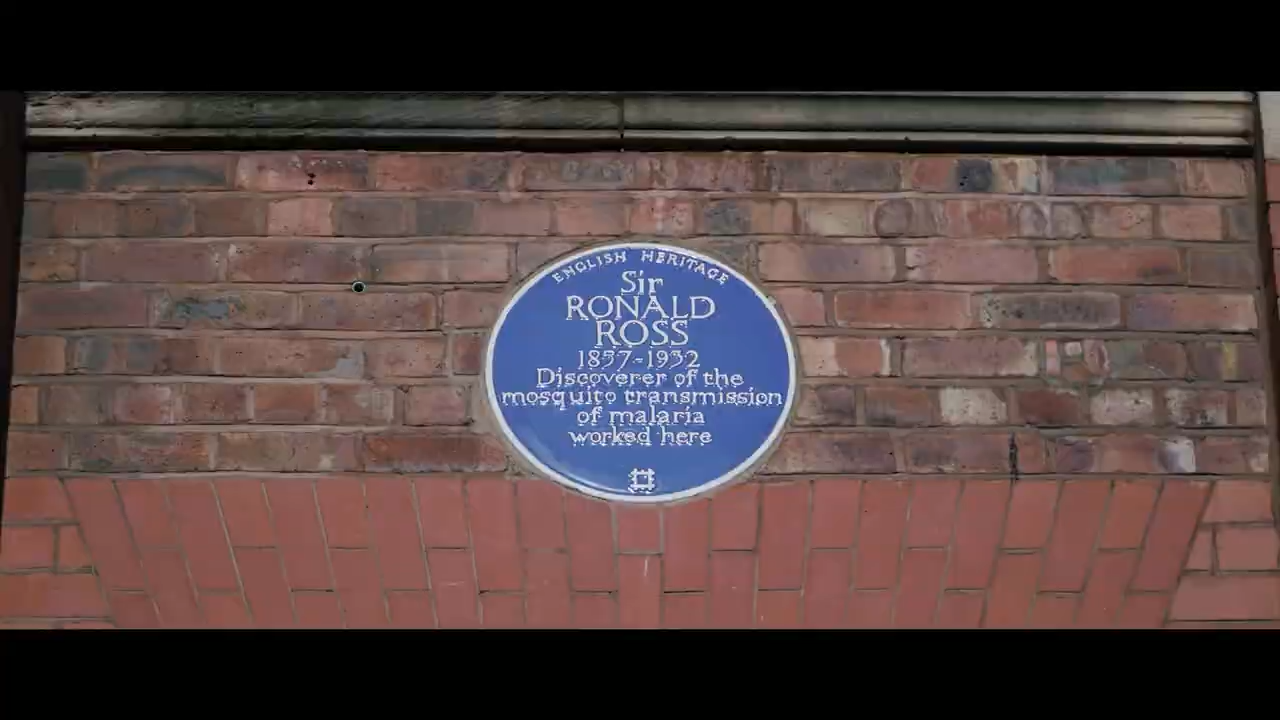 ENGLISH HERITAGE
Sir
RONALD
ROSS
1857-1932
Discoverer of the
mosquito transmission
of malaria
worked here